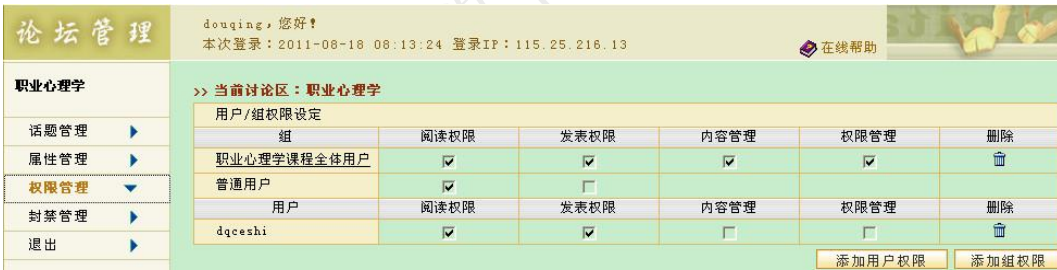 论坛管理
douqing，您好！
本次登录：2011-08-18 08:13:24 登录IP：115.25.216.13
在线帮助
职业心理学
话题管理
属性管理
权限管理
封禁管理
退出
>> 当前讨论区：职业心理学
用户/组权限设定
组 阅读权限 发表权限 内容管理 权限管理 删除
职业心理学课程全体用户
普通用户
用户 阅读权限 发表权限 内容管理 权限管理 删除
dqceshi
添加用户权限 添加组权限